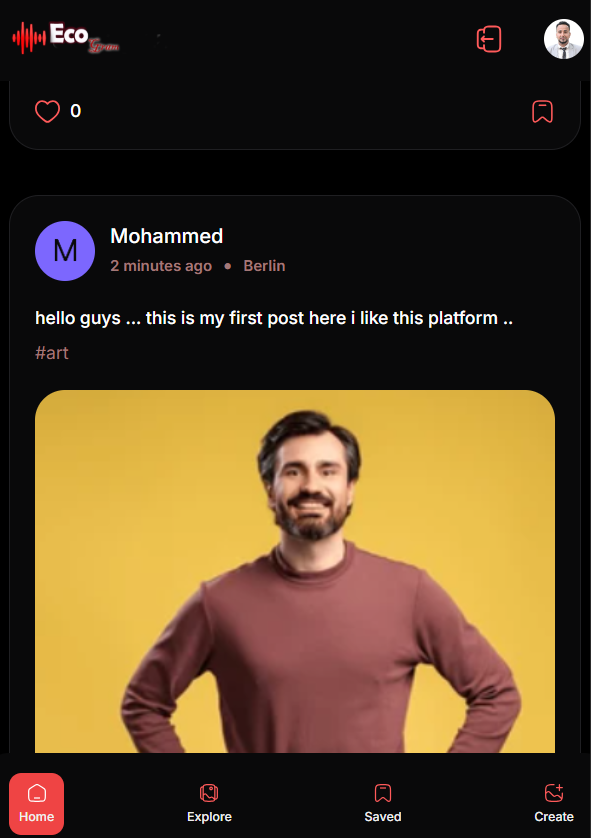 Eco
Gram
0
M
Mohammed
2 minutes ago • Berlin
hello guys ... this is my first post here i like this platform ..
#art
Home
Explore
Saved
Create